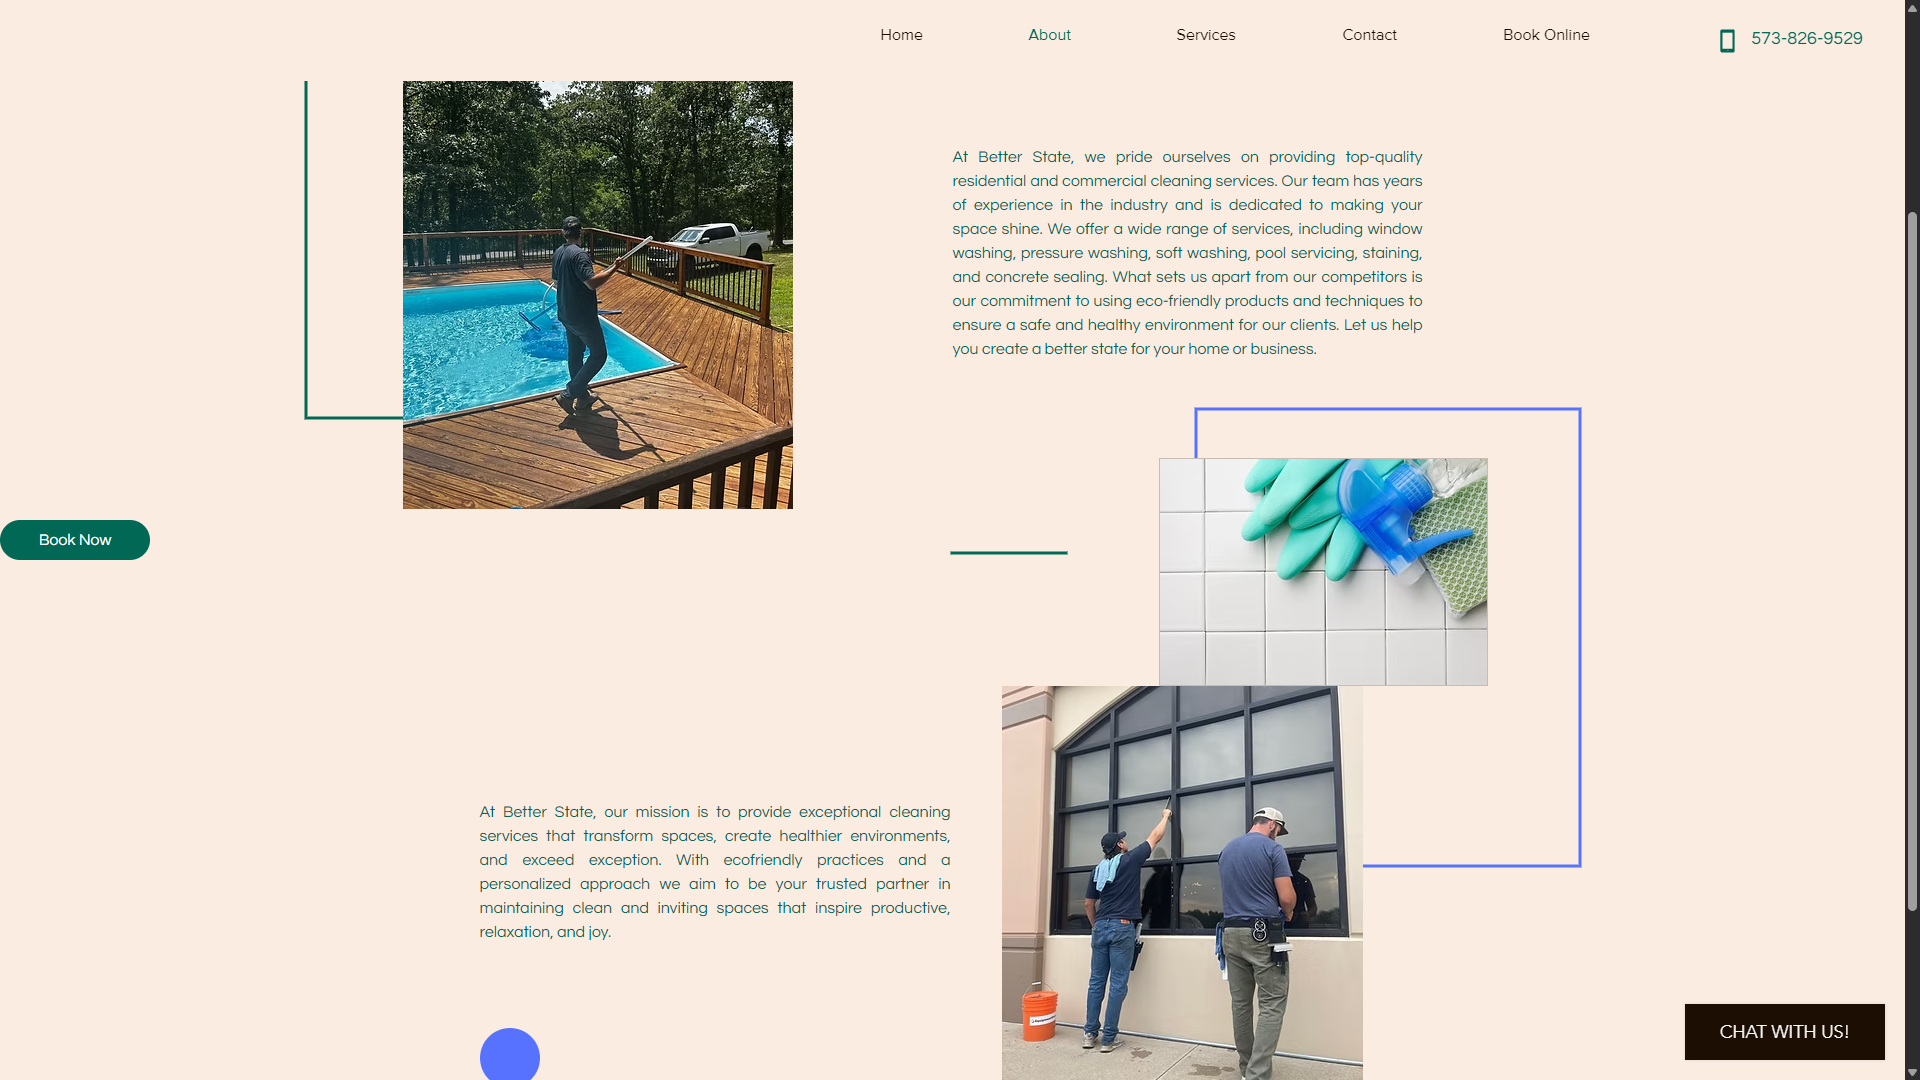 Home
About
Services
Contact
Book Online
573-826-9529
At Better State, we pride ourselves on providing top-quality
residential and commercial cleaning services. Our team has years
of experience in the industry and is dedicated to making your
space shine. We offer a wide range of services, including window
washing, pressure washing, soft washing, pool servicing, staining,
and concrete sealing. What sets us apart from our competitors is
our commitment to using eco-friendly products and techniques to
ensure a safe and healthy environment for our clients. Let us help
you create a better state for your home or business.
Book Now
At Better State, our mission is to provide exceptional cleaning
services that transform spaces, create healthier environments,
and exceed exception. With ecofriendly practices and a
personalized approach we aim to be your trusted partner in
maintaining clean and inviting spaces that inspire productive,
relaxation, and joy.
CHAT WITH US!